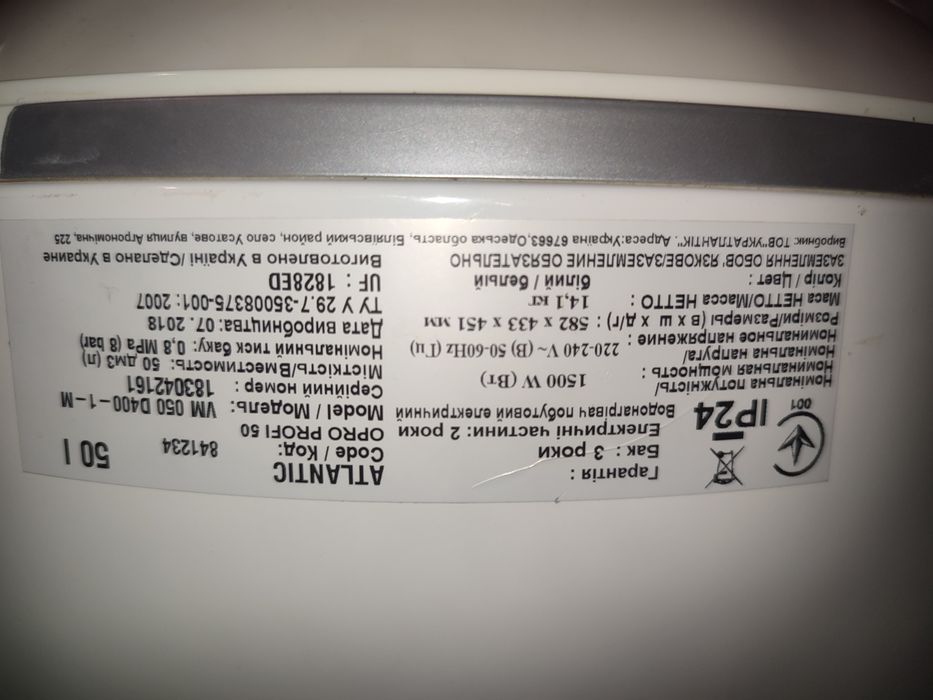 ATLANTIC 50 l
Code / Код: 841234
OPRO PROFI 50
Model / Модель: VM 050 D400-1-M
Серійний номер : 183042161
Місткість/Вместимость: 50 дм3 (л)
Номінальний тиск баку: 0,8 MPa (8 bar)
Дата виробництва: 07. 2018
ТУ У 29.7-35008375-001: 2007
UF : 1828ED
Виготовлено в Україні /Сделано в Украине
Гарантія :
Бак : 3 роки
Електричні частини: 2 роки
Водонагрівач побутовий електричний
001
IP24
Номінальна потужність/
Номинальная мощность : 1500 W (Вт)
Номінальна напруга/
Номинальное напряжение : 220-240 V~ (В) 50-60Hz (Гц)
Розміри/Размеры (в х ш х г/д) : 582 x 433 x 451 мм
Маса НЕТТО/Масса НЕТТО : 14,1 кг
Колір / Цвет : білий / белый
ЗАЗЕМЛЕННЯ ОБОВ' ЯЗКОВЕ/ЗАЗЕМЛЕНИЕ ОБЯЗАТЕЛЬНО
Виробник: ТОВ"УКРАТЛАНТІК". Адреса:Україна 67663,Одеська область, Біляївський район, село Усатове, вулиця Агрономічна, 225